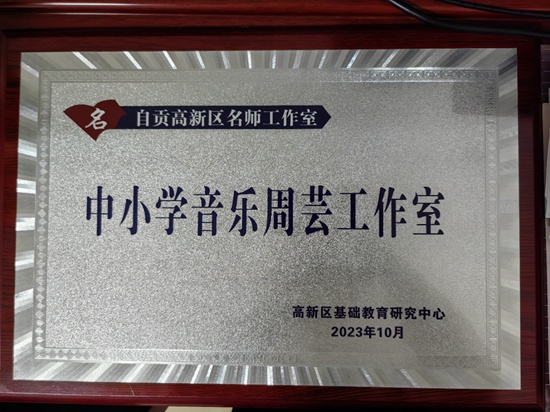 名 自贡高新区名师工作室
中小学音乐周芸工作室
高新区基础教育研究中心
2023年10月